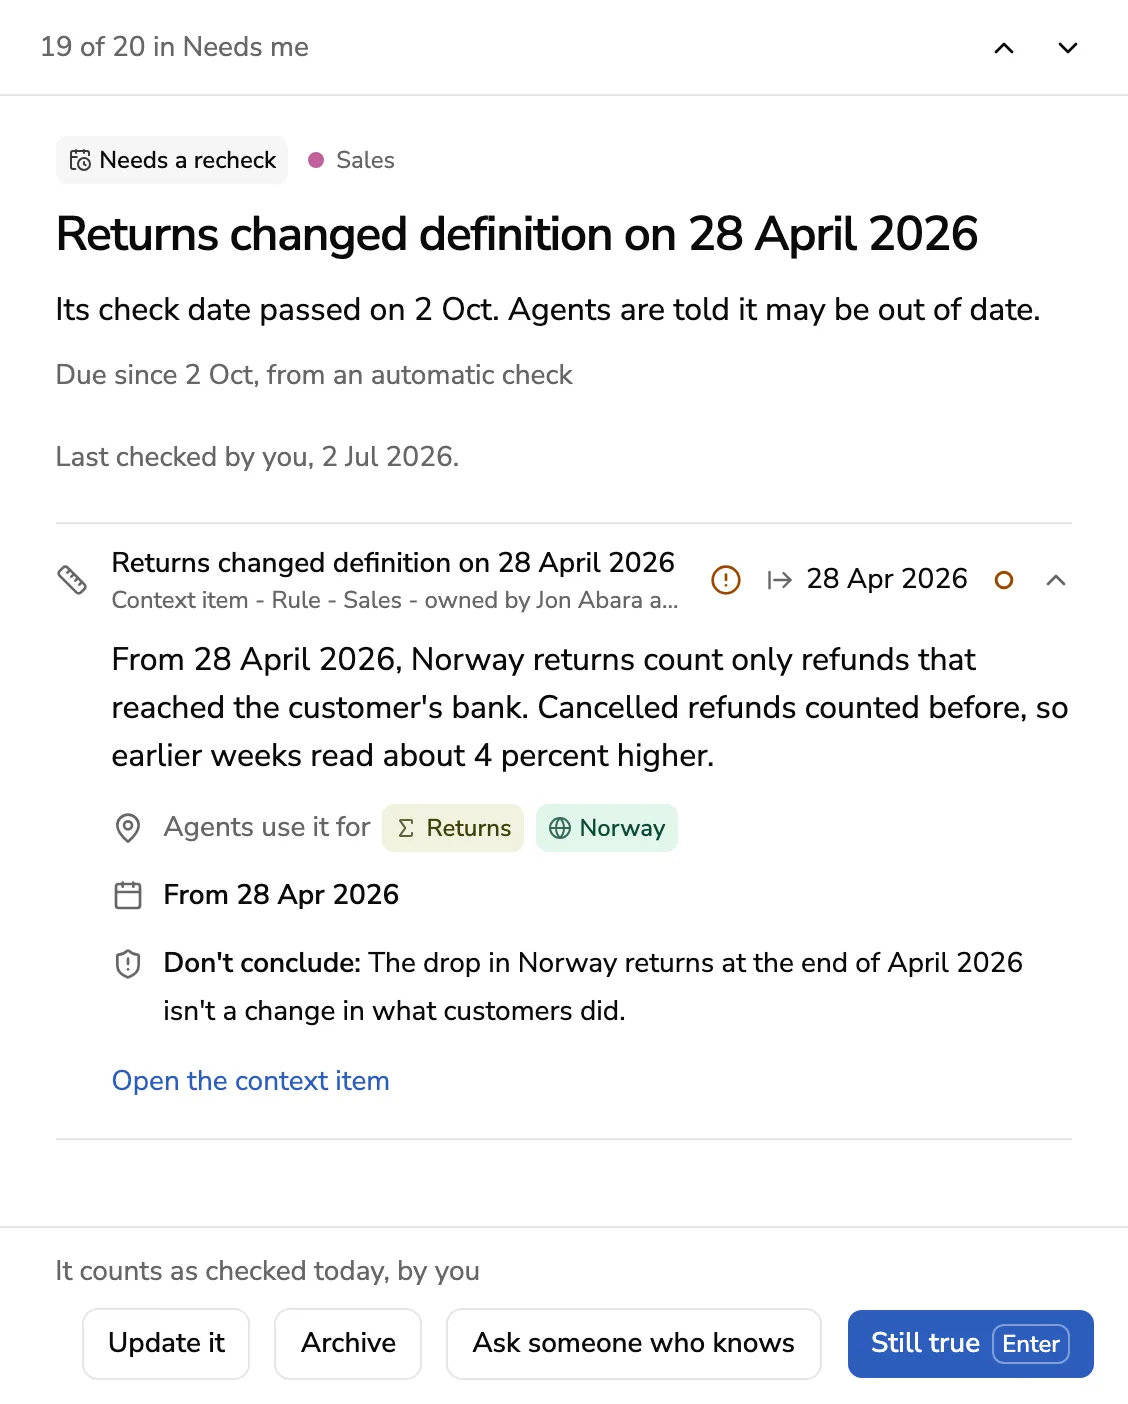 19 of 20 in Needs me
Needs a recheck
Sales
Returns changed definition on 28 April 2026
Its check date passed on 2 Oct. Agents are told it may be out of date.
Due since 2 Oct, from an automatic check
Last checked by you, 2 Jul 2026.
Returns changed definition on 28 April 2026
28 Apr 2026
Context item - Rule - Sales - owned by Jon Abara a...
From 28 April 2026, Norway returns count only refunds that
reached the customer's bank. Cancelled refunds counted before, so
earlier weeks read about 4 percent higher.
Agents use it for Returns Norway
From 28 Apr 2026
Don't conclude: The drop in Norway returns at the end of April 2026
isn't a change in what customers did.
Open the context item
It counts as checked today, by you
Update it
Archive
Ask someone who knows
Still true Enter